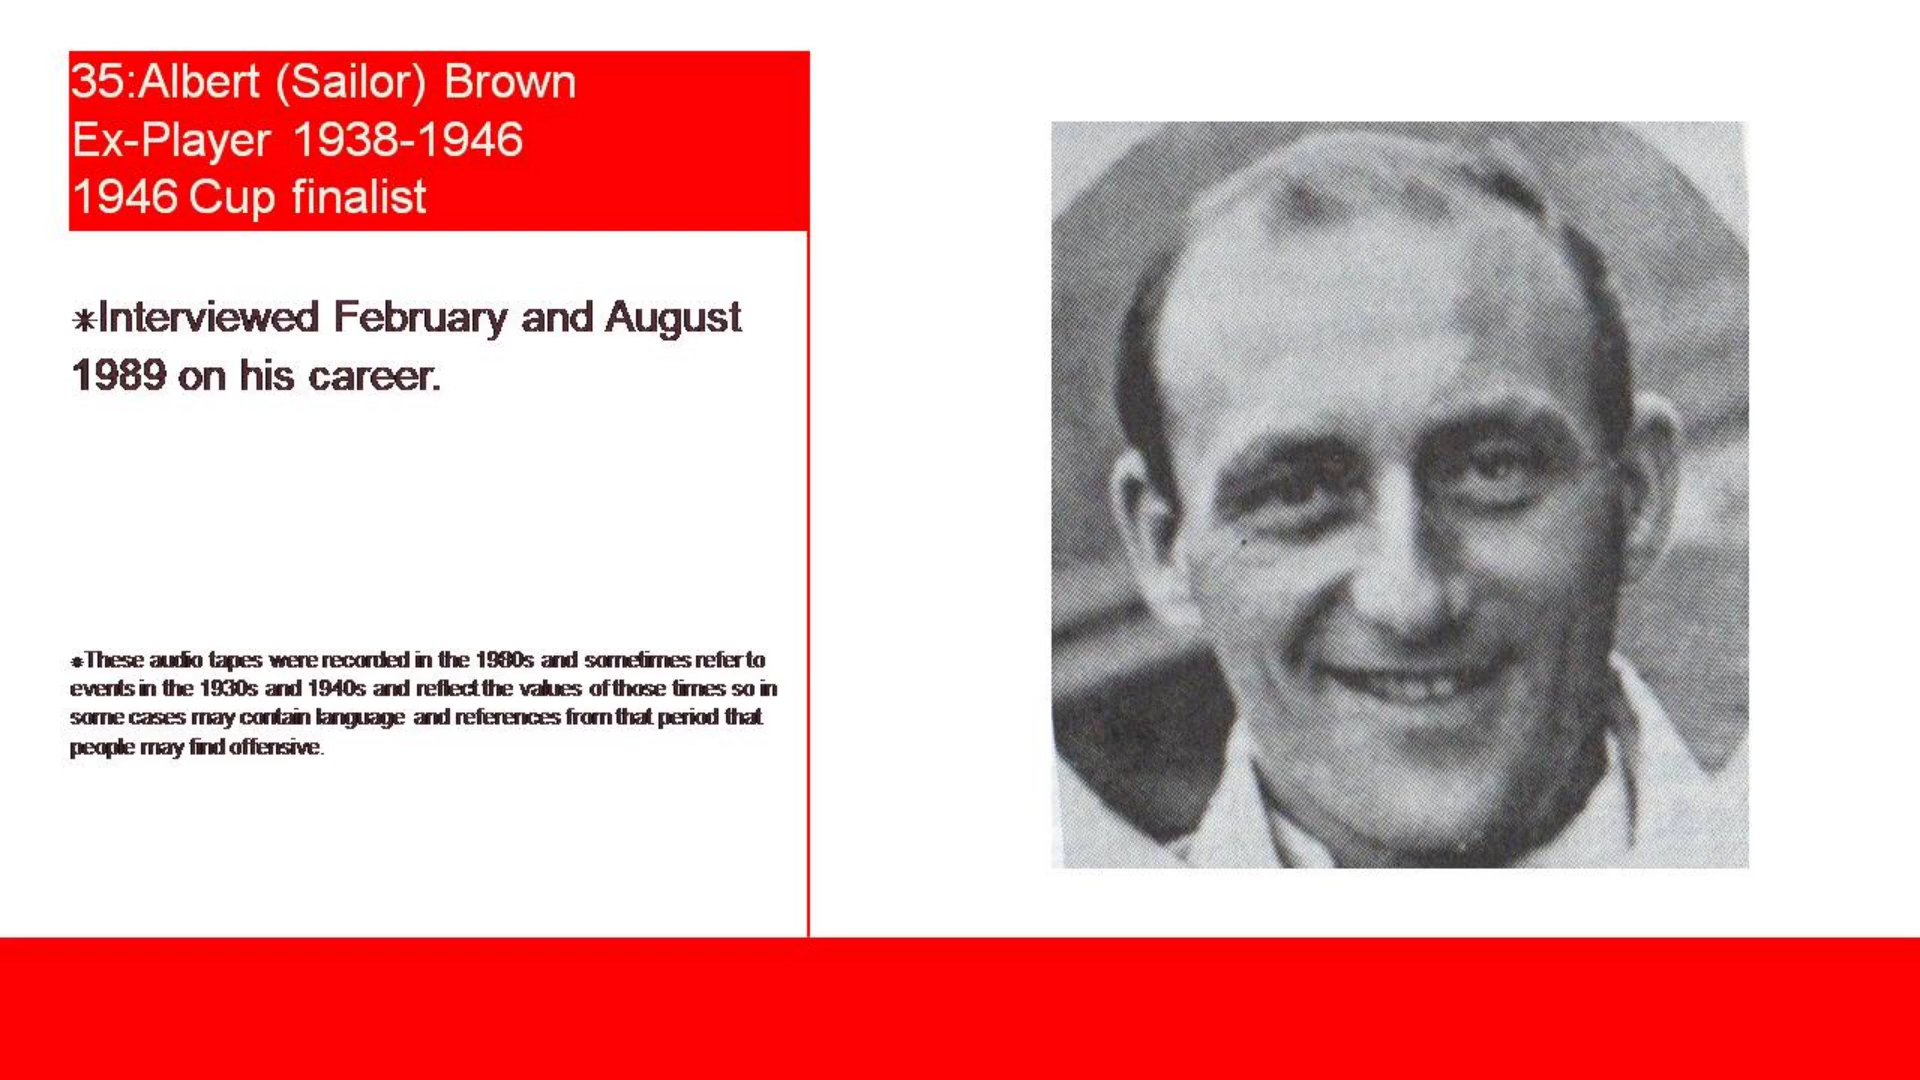 35:Albert (Sailor) Brown
Ex-Player 1938-1946
1946 Cup finalist
*Interviewed February and August
1989 on his career.
*These audio tapes were recorded in the 1980s and sometimes refer to
events in the 1930s and 1940s and reflect the values of those times so in
some cases may contain language and references from that period that
people may find offensive.